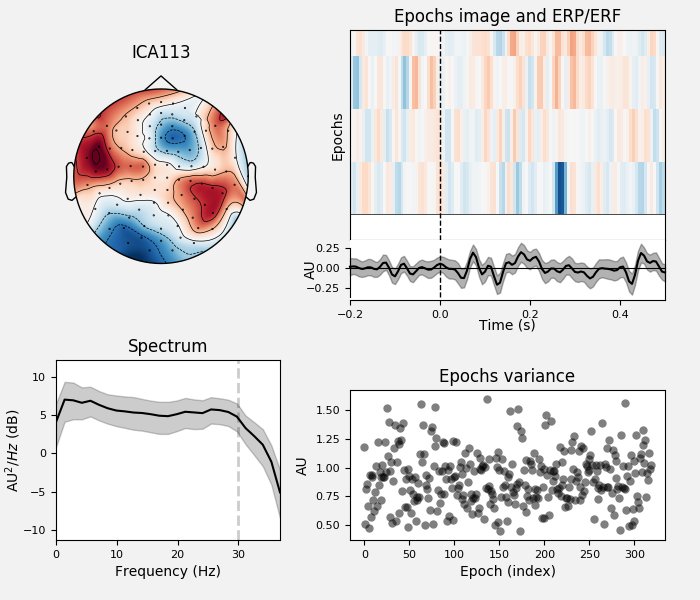 ICA113
Epochs image and ERP/ERF
Epochs
0.25
0.00
−0.25
AU
−0.2
0.0
0.2
0.4
Time (s)
Spectrum
10
5
0
−5
−10
AU²/Hz (dB)
0
10
20
30
Frequency (Hz)
Epochs variance
1.50
1.25
1.00
0.75
0.50
AU
0
50
100
150
200
250
300
Epoch (index)